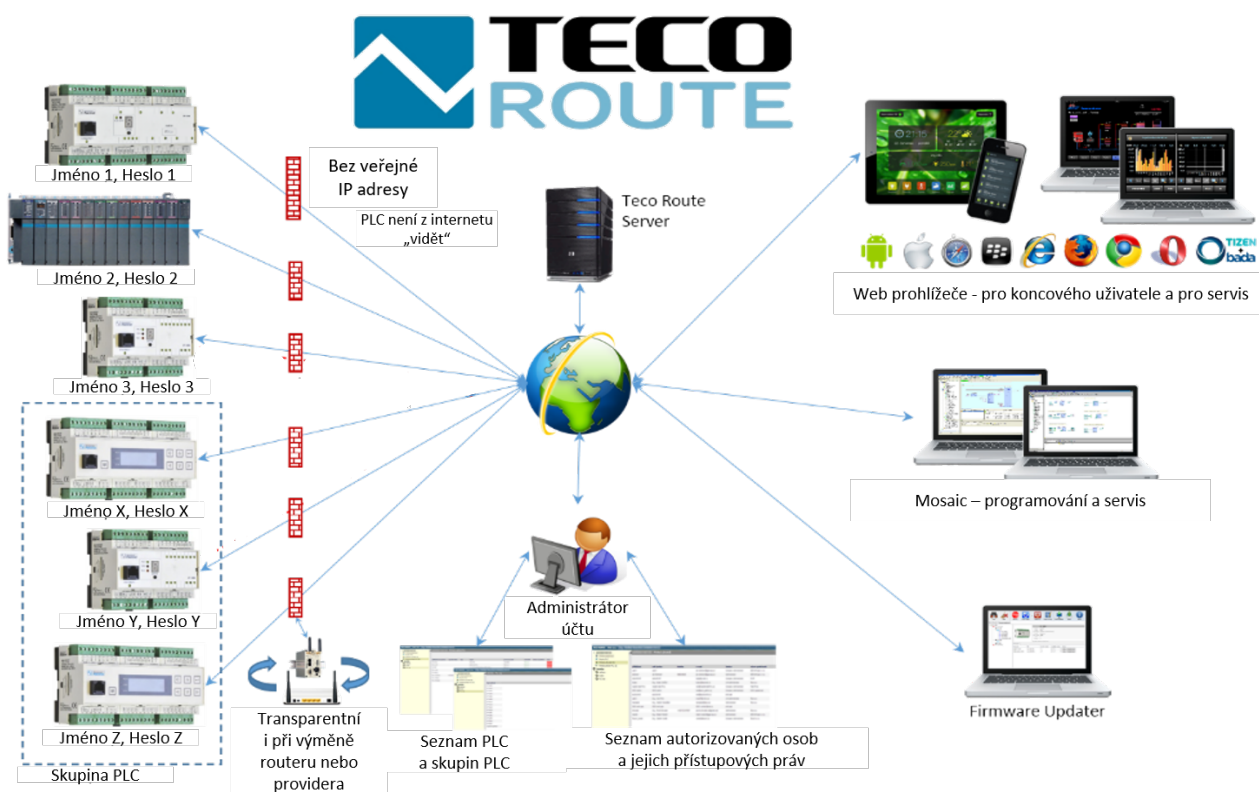 TECO
ROUTE
Jméno 1, Heslo 1
Bez veřejné
IP adresy
PLC není z internetu
„vidět“
Jméno 2, Heslo 2
Teco Route
Server
TIZEN
+
bada
Web prohlížeče - pro koncového uživatele a pro servis
Jméno 3, Heslo 3
Jméno X, Heslo X
Mosaic – programování a servis
Jméno Y, Heslo Y
Administrátor
účtu
Jméno Z, Heslo Z
Skupina PLC
Transparentní
i při výměně
routeru nebo
providera
Seznam PLC
a skupin PLC
Seznam autorizovaných osob
a jejich přístupových práv
Firmware Updater